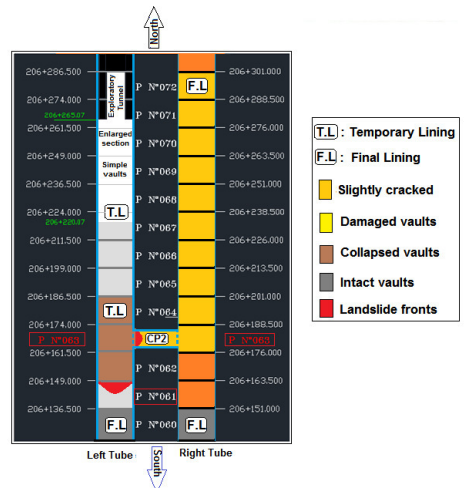 North
206+286.500
206+274.000
206+265.07
206+261.500
206+249.000
206+236.500
206+224.000
206+220.07
206+211.500
206+199.000
206+186.500
206+174.000
P N°063
206+161.500
206+149.000
206+136.500
Exploratory
Tunnel
Enlarged
section
Simple
vaults
T.L
T.L
F.L
P N°072
P N°071
P N°070
P N°069
P N°068
P N°067
P N°066
P N°065
P N°064
CP2
P N°062
P N°061
P N°060
F.L
F.L
206+301.000
206+288.500
206+276.000
206+263.500
206+251.000
206+238.500
206+226.000
206+213.500
206+201.000
206+188.500
P N°063
206+176.000
206+163.500
206+151.000
Left Tube
Right Tube
South
T.L : Temporary Lining
F.L : Final Lining
Slightly cracked
Damaged vaults
Collapsed vaults
Intact vaults
Landslide fronts